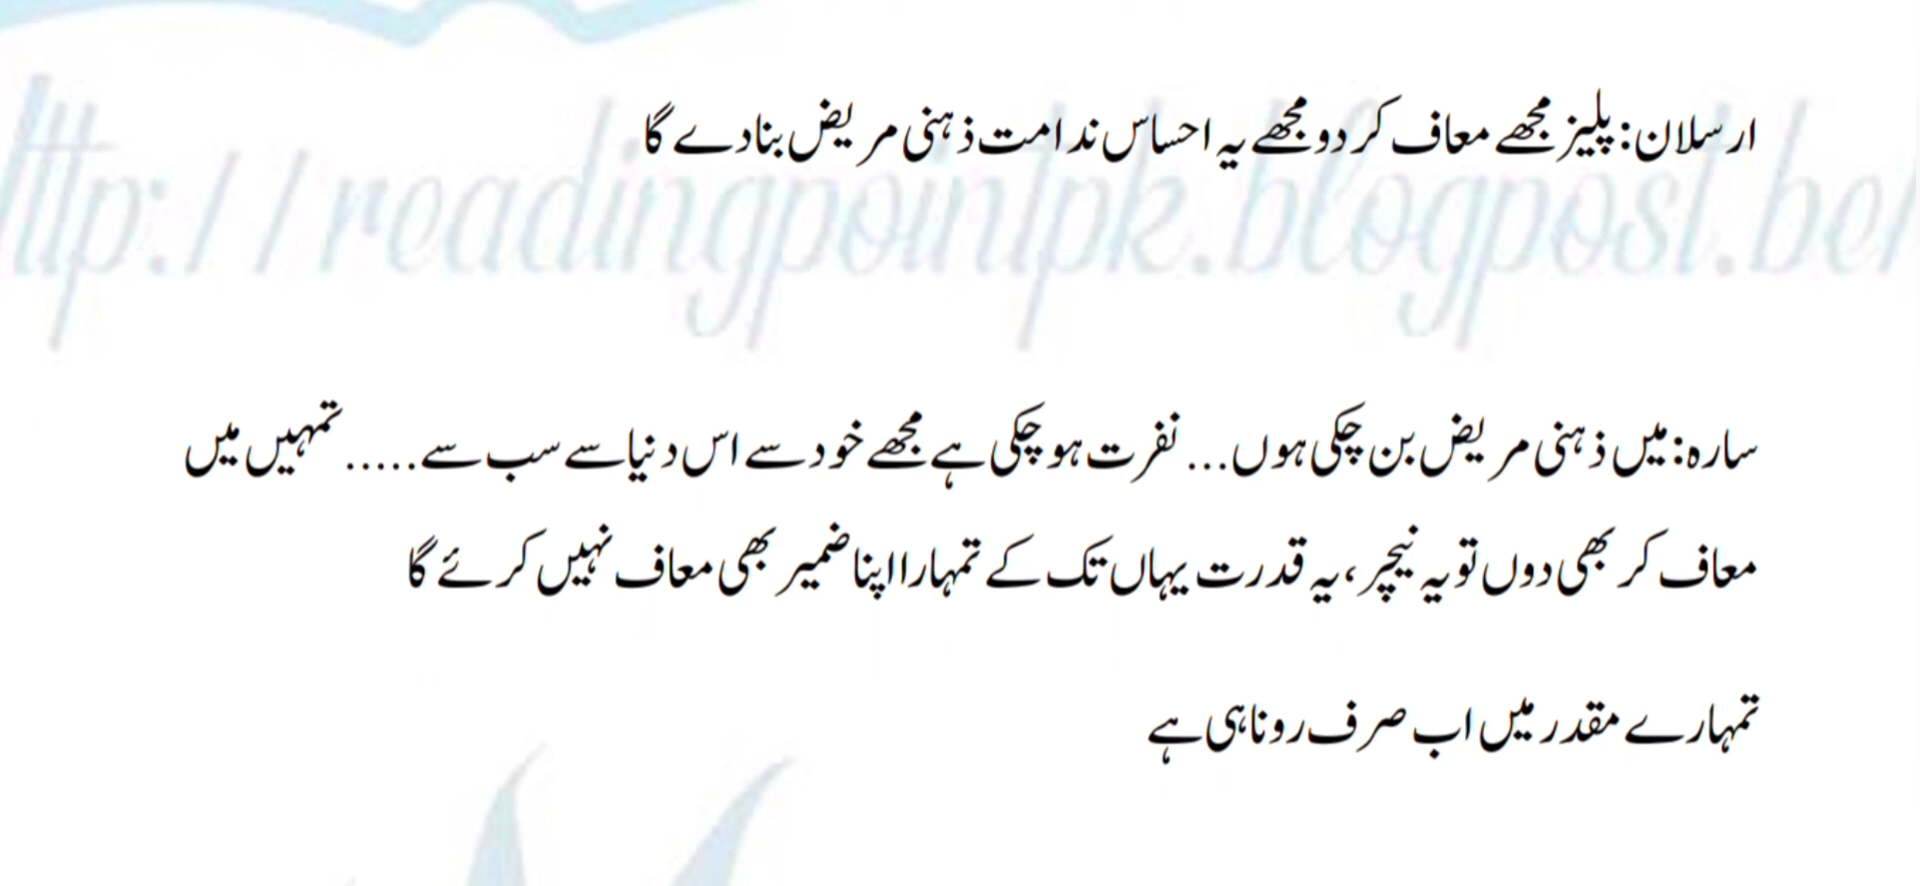 ارسلان: پلیز مجھے معاف کر دو مجھے یہ احساس ندامت ذہنی مریض بنا دے گا
http://readingpointpk.blogpost.be/
سارہ: میں ذہنی مریض بن چکی ہوں... نفرت ہو چکی ہے مجھے خود سے اس دنیا سے سب سے..... تمہیں میں
معاف کر بھی دوں تو یہ نیچر، یہ قدرت یہاں تک کے تمہارا اپنا ضمیر بھی معاف نہیں کرئے گا
تمہارے مقدر میں اب صرف رونا ہی ہے